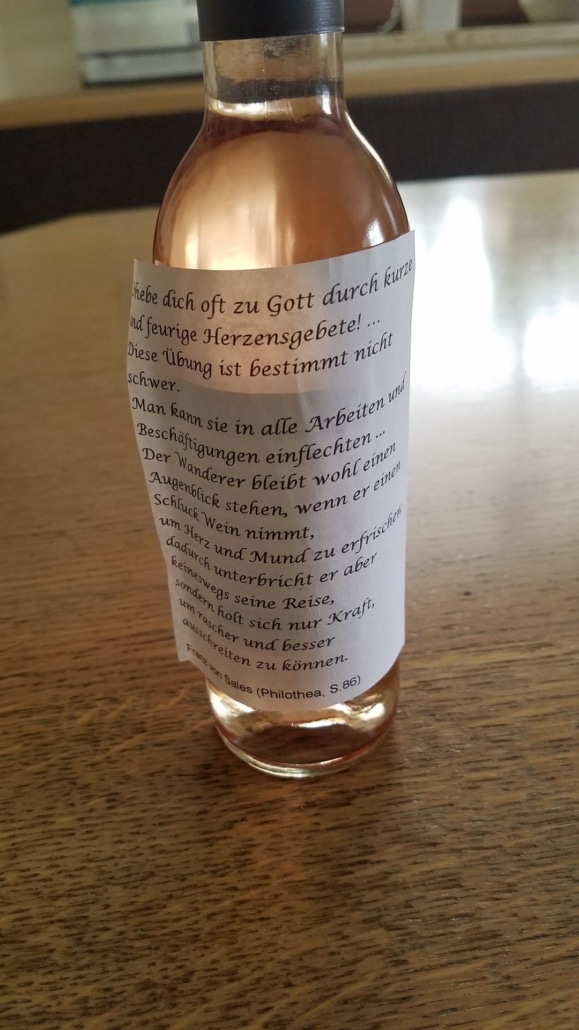 Erhebe dich oft zu Gott durch kurze
und feurige Herzensgebete! ...
Diese Übung ist bestimmt nicht
schwer.
Man kann sie in alle Arbeiten und
Beschäftigungen einflechten ...
Der Wanderer bleibt wohl einen
Augenblick stehen, wenn er einen
Schluck Wein nimmt,
um Herz und Mund zu erfrischen,
dadurch unterbricht er aber
keineswegs seine Reise,
sondern holt sich nur Kraft,
um rascher und besser
ausschreiten zu können.
Franz von Sales (Philothea, S.86)